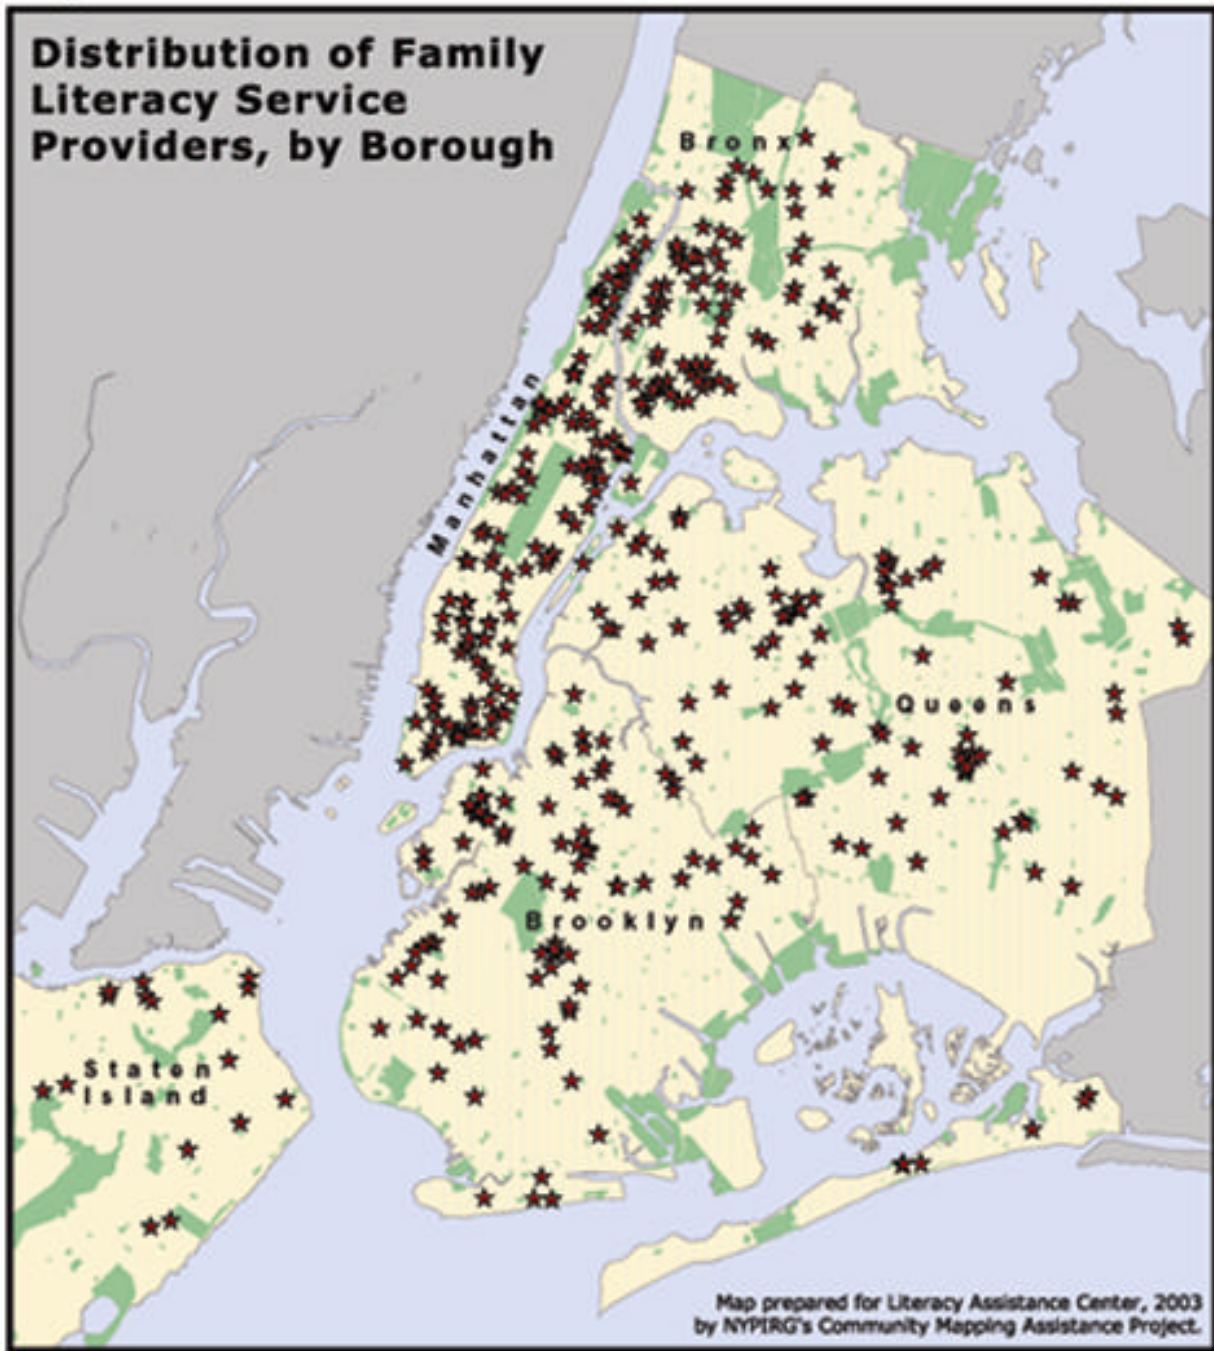 Distribution of Family
Literacy Service
Providers, by Borough
Bronx
Manhattan
Queens
Brooklyn
Staten
Island
Map prepared for Literacy Assistance Center, 2003
by NYPIRG's Community Mapping Assistance Project.